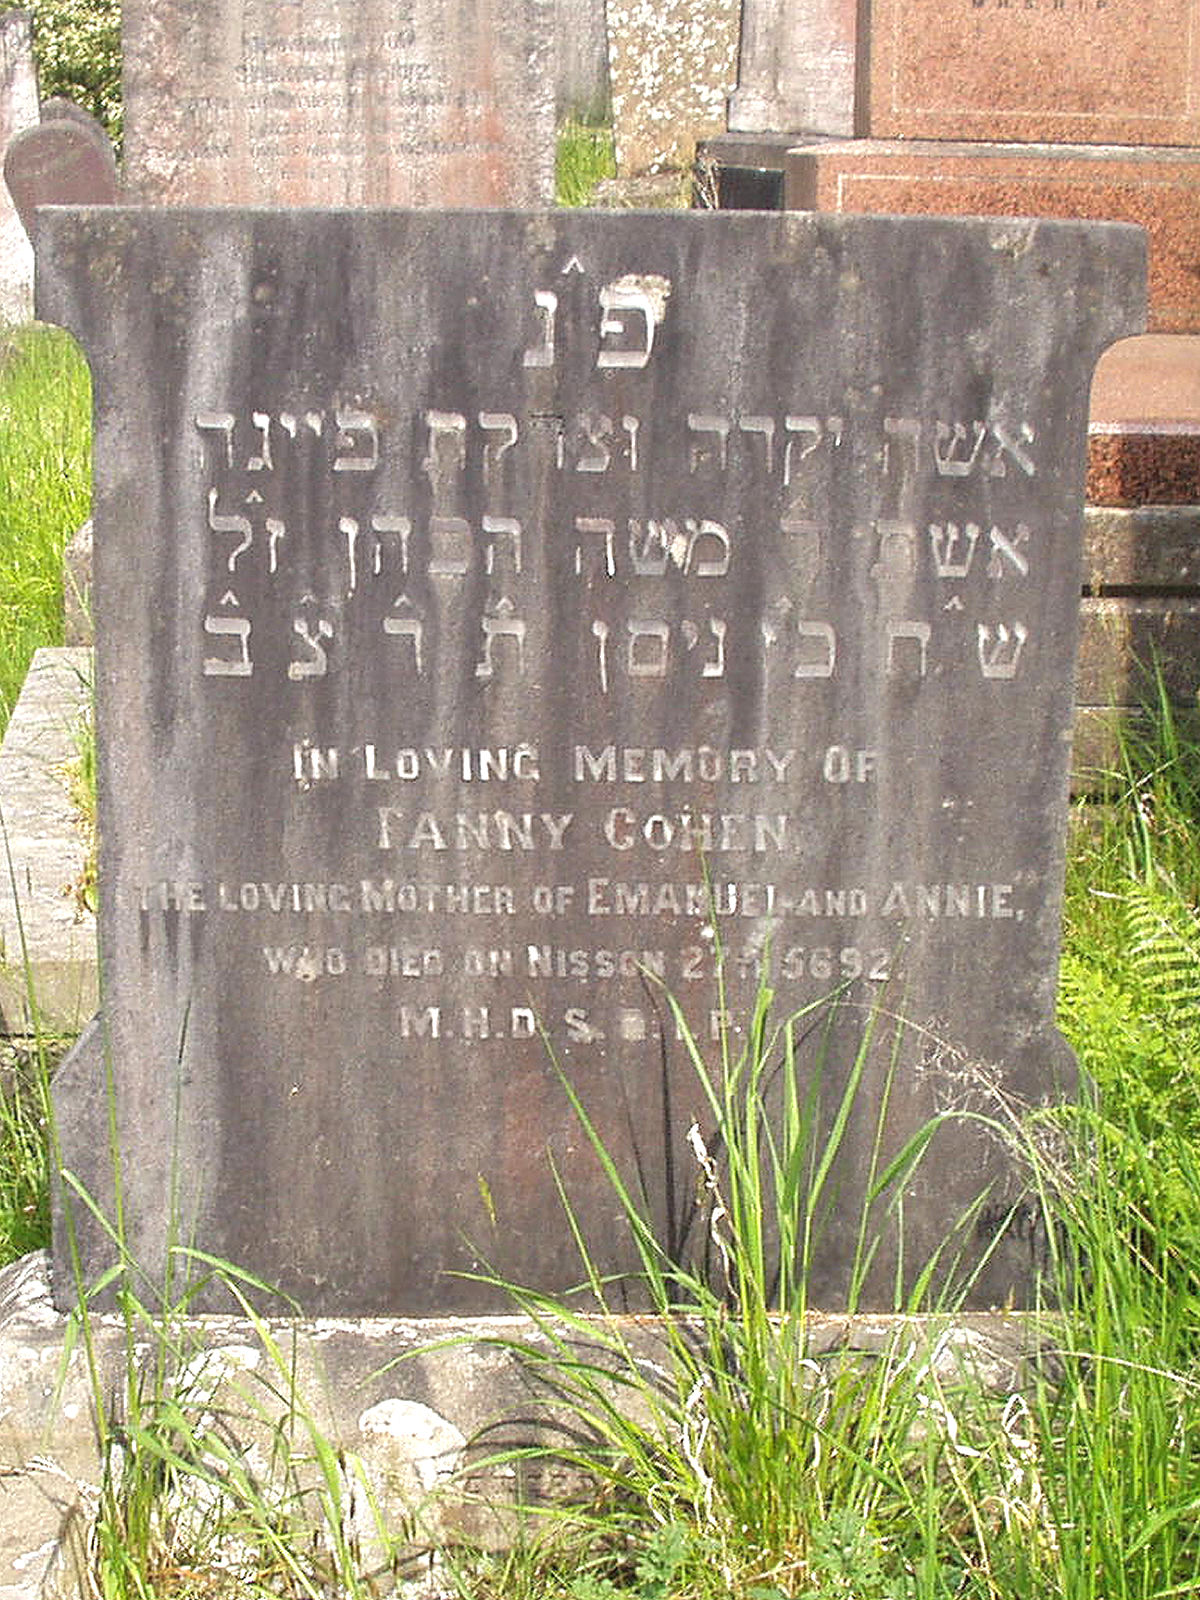 פ״נ
אשה יקרה וצדקת פייגה
אשת ר משה הכהן ז״ל
ש״ח כ״ז ניסן ת״ר״צ״ב
IN LOVING MEMORY OF
FANNY COHEN.
THE LOVING MOTHER OF EMANUEL AND ANNIE,
WHO DIED ON NISSON 27TH 5692
M.H.D.S.R.I.P.